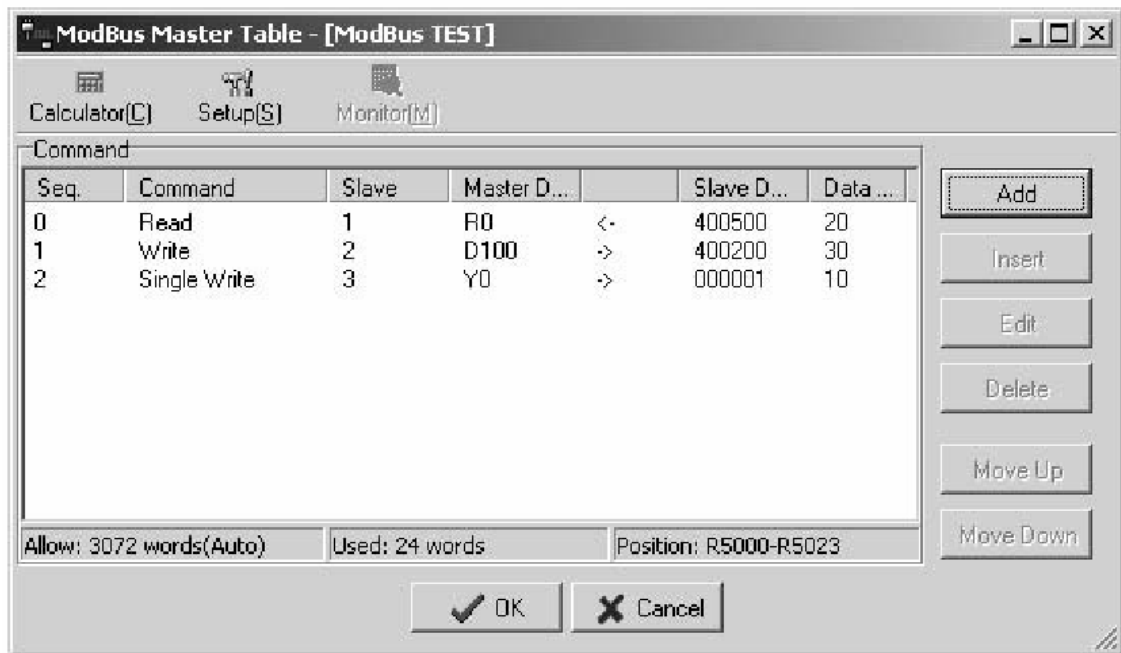 ModBus Master Table - [ModBus TEST]
Calculator(C) Setup(S) Monitor(M)
Command
Seq. Command Slave Master D... Slave D... Data ...
0 Read 1 R0 <- 400500 20
1 Write 2 D100 -> 400200 30
2 Single Write 3 Y0 -> 000001 10
Add
Insert
Edit
Delete
Move Up
Move Down
Allow: 3072 words(Auto) Used: 24 words Position: R5000-R5023
OK Cancel